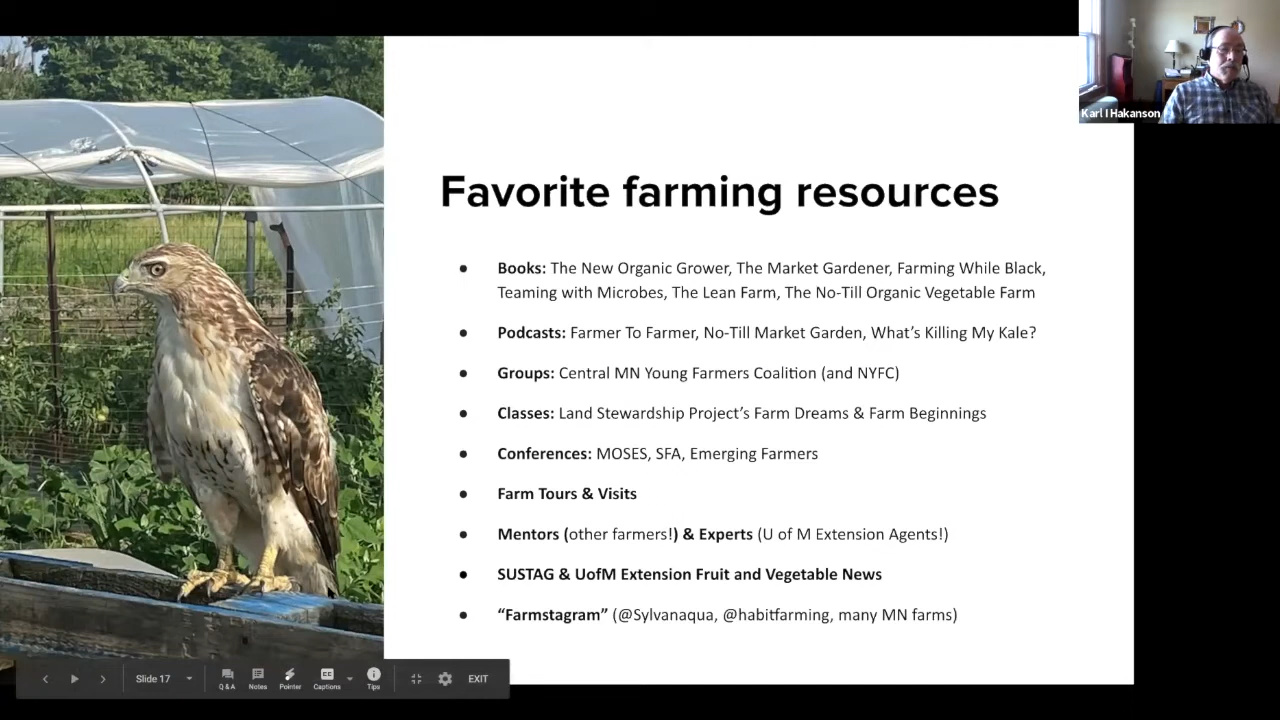 Karl I Hakanson
Favorite farming resources
● Books: The New Organic Grower, The Market Gardener, Farming While Black,
Teaming with Microbes, The Lean Farm, The No-Till Organic Vegetable Farm
● Podcasts: Farmer To Farmer, No-Till Market Garden, What’s Killing My Kale?
● Groups: Central MN Young Farmers Coalition (and NYFC)
● Classes: Land Stewardship Project’s Farm Dreams & Farm Beginnings
● Conferences: MOSES, SFA, Emerging Farmers
● Farm Tours & Visits
● Mentors (other farmers!) & Experts (U of M Extension Agents!)
● SUSTAG & UofM Extension Fruit and Vegetable News
● “Farmstagram” (@Sylvanaqua, @habitfarming, many MN farms)
Slide 17
Q & A
Notes
Pointer
CC
Captions
Tips
EXIT